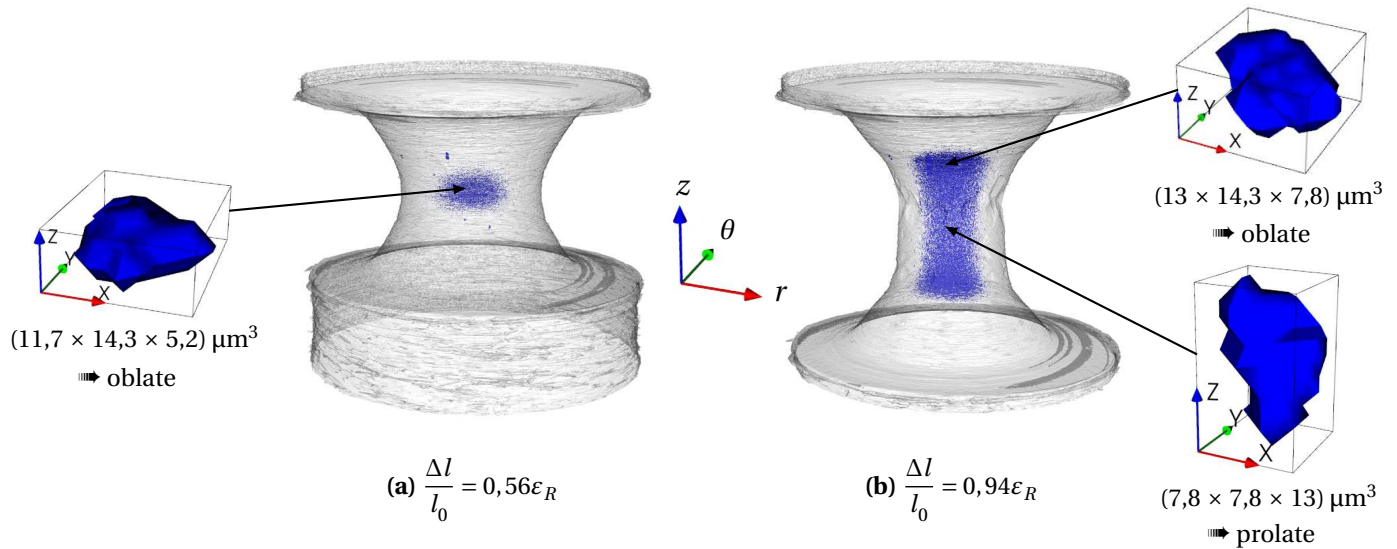 Z
Y
X
(11,7 × 14,3 × 5,2) µm³
➠ oblate
z
θ
r
Z
Y
X
(13 × 14,3 × 7,8) µm³
➠ oblate
Z
Y
X
(7,8 × 7,8 × 13) µm³
➠ prolate
(a) Δl/l₀ = 0,56ε_R
(b) Δl/l₀ = 0,94ε_R